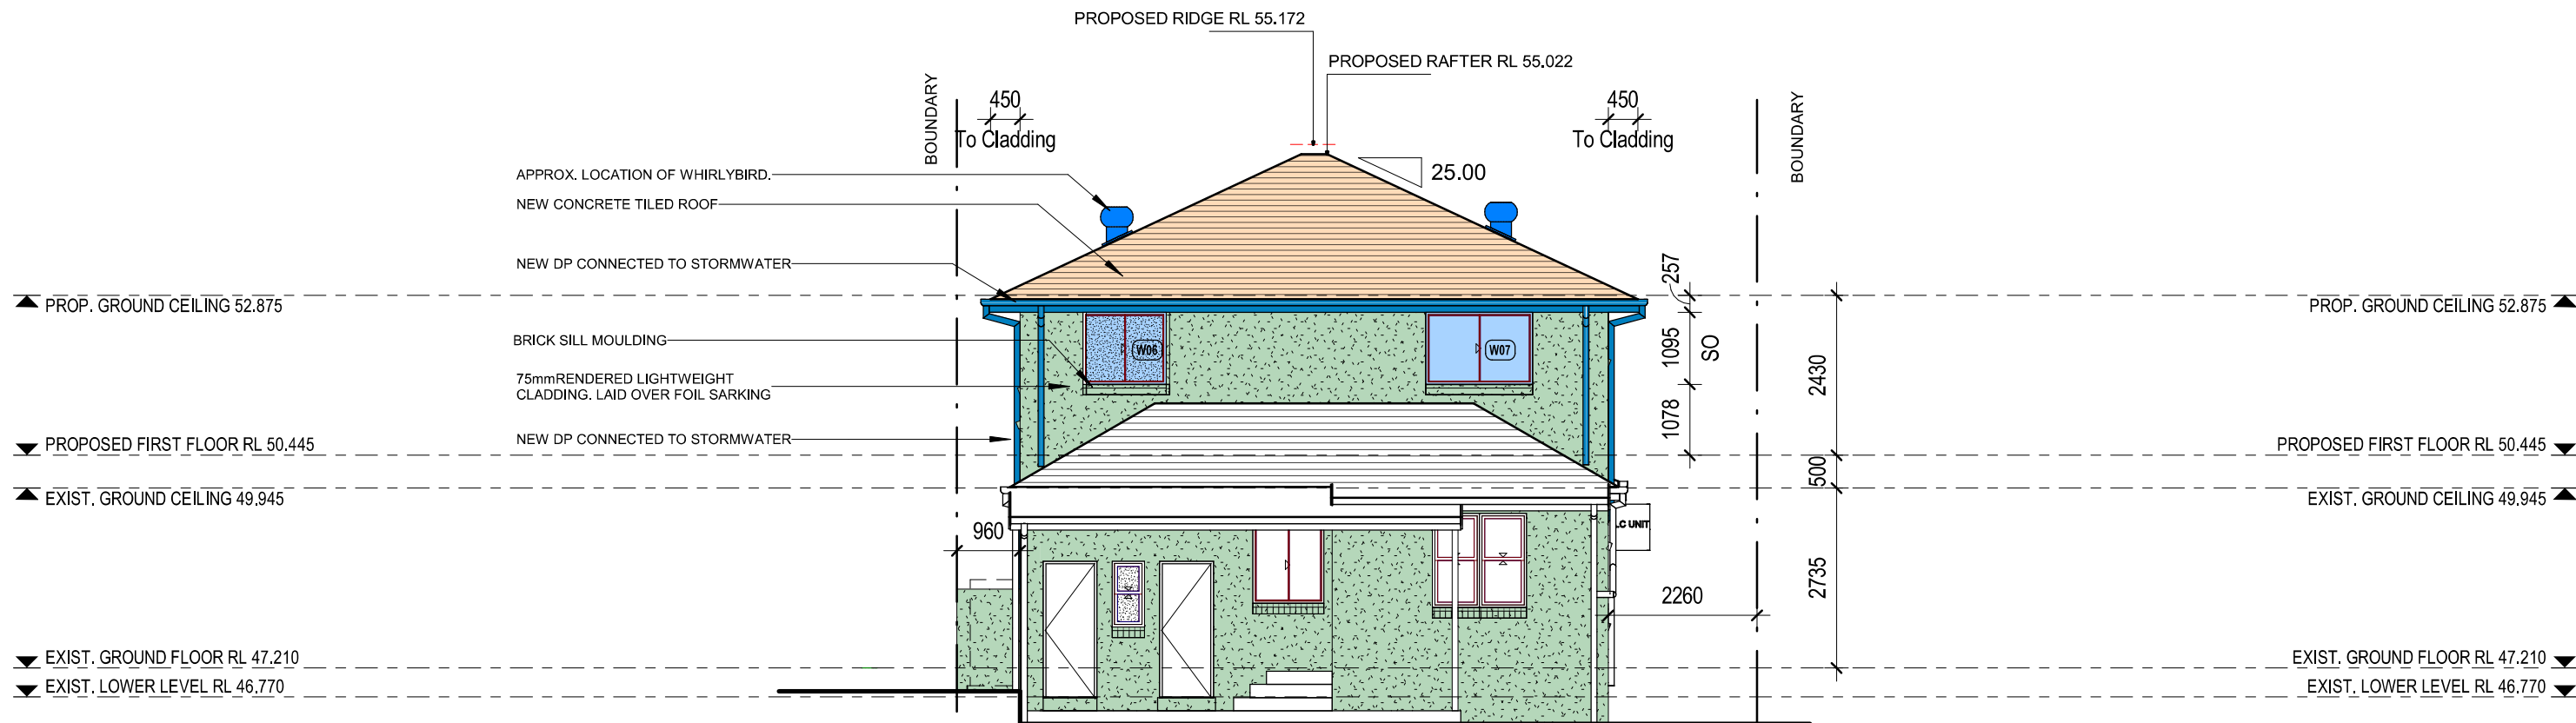 PROPOSED RIDGE RL 55.172
PROPOSED RAFTER RL 55.022
BOUNDARY
450
To Cladding
450
To Cladding
BOUNDARY
25.00
APPROX. LOCATION OF WHIRLYBIRD.
NEW CONCRETE TILED ROOF
NEW DP CONNECTED TO STORMWATER
257
PROP. GROUND CEILING 52.875
PROP. GROUND CEILING 52.875
BRICK SILL MOULDING
W06
W07
1095
SO
2430
75mmRENDERED LIGHTWEIGHT
CLADDING. LAID OVER FOIL SARKING
1078
NEW DP CONNECTED TO STORMWATER
PROPOSED FIRST FLOOR RL 50.445
PROPOSED FIRST FLOOR RL 50.445
500
EXIST. GROUND CEILING 49.945
EXIST. GROUND CEILING 49.945
960
.C UNIT
2735
2260
EXIST. GROUND FLOOR RL 47.210
EXIST. GROUND FLOOR RL 47.210
EXIST. LOWER LEVEL RL 46.770
EXIST. LOWER LEVEL RL 46.770